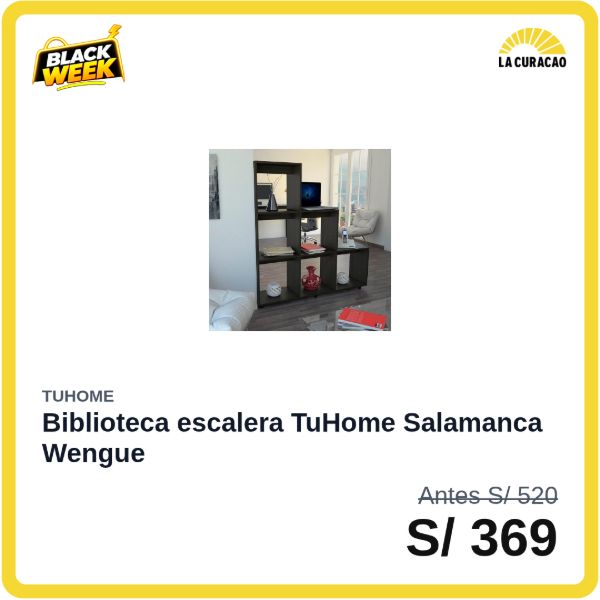 BLACK
WEEK
LA CURACAO
TUHOME
Biblioteca escalera TuHome Salamanca
Wengue
Antes S/ 520
S/ 369